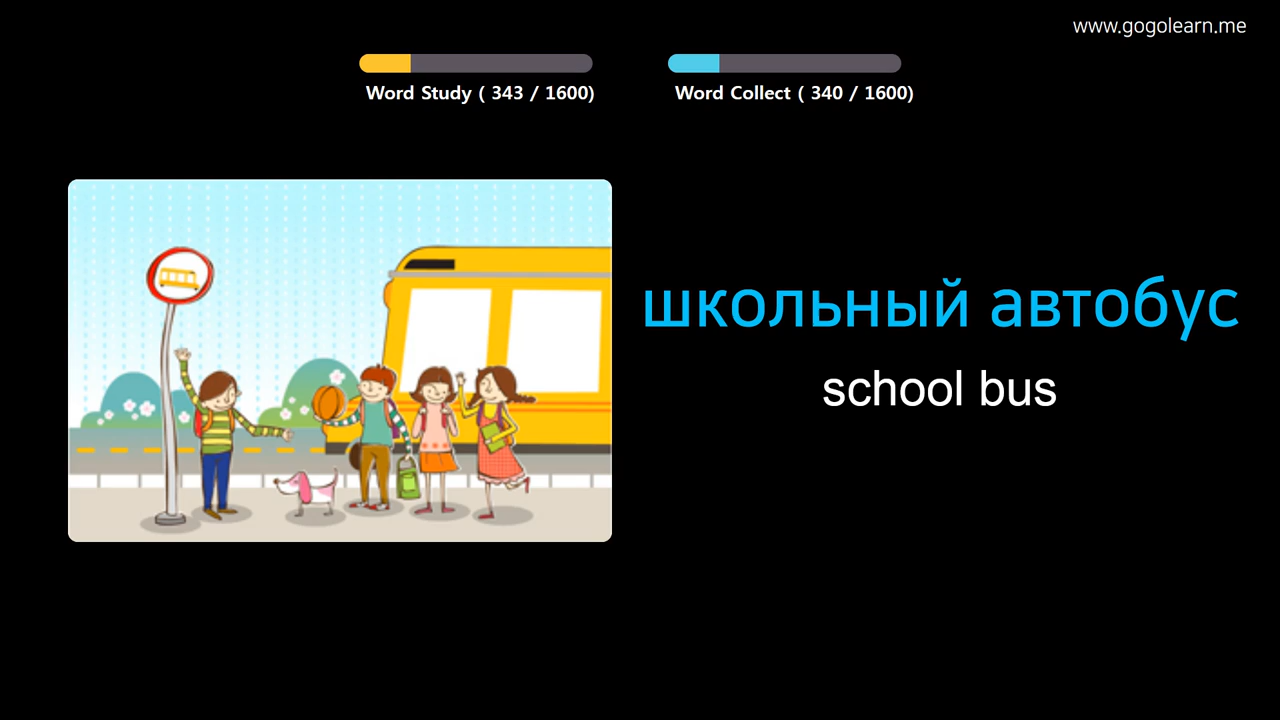 www.gogolearn.me
Word Study ( 343 / 1600)
Word Collect ( 340 / 1600)
школьный автобус
school bus